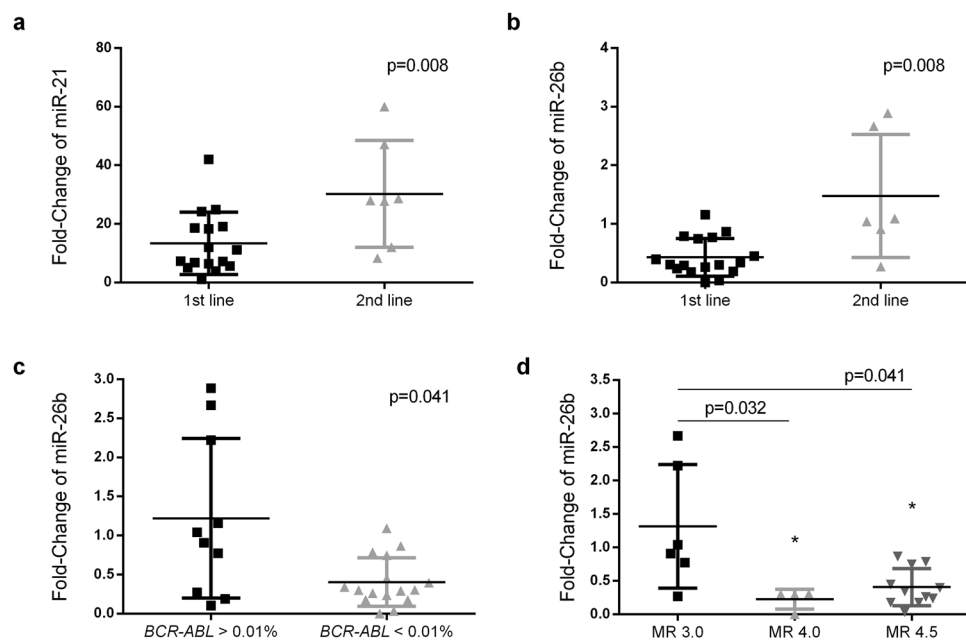 a
Fold-Change of miR-21
80
60
40
20
0
p=0.008
1st line
2nd line
b
Fold-Change of miR-26b
4
3
2
1
0
p=0.008
1st line
2nd line
c
Fold-Change of miR-26b
3.0
2.5
2.0
1.5
1.0
0.5
0.0
p=0.041
BCR-ABL > 0.01%
BCR-ABL < 0.01%
d
Fold-Change of miR-26b
3.5
3.0
2.5
2.0
1.5
1.0
0.5
0.0
p=0.041
p=0.032
*
*
MR 3.0
MR 4.0
MR 4.5